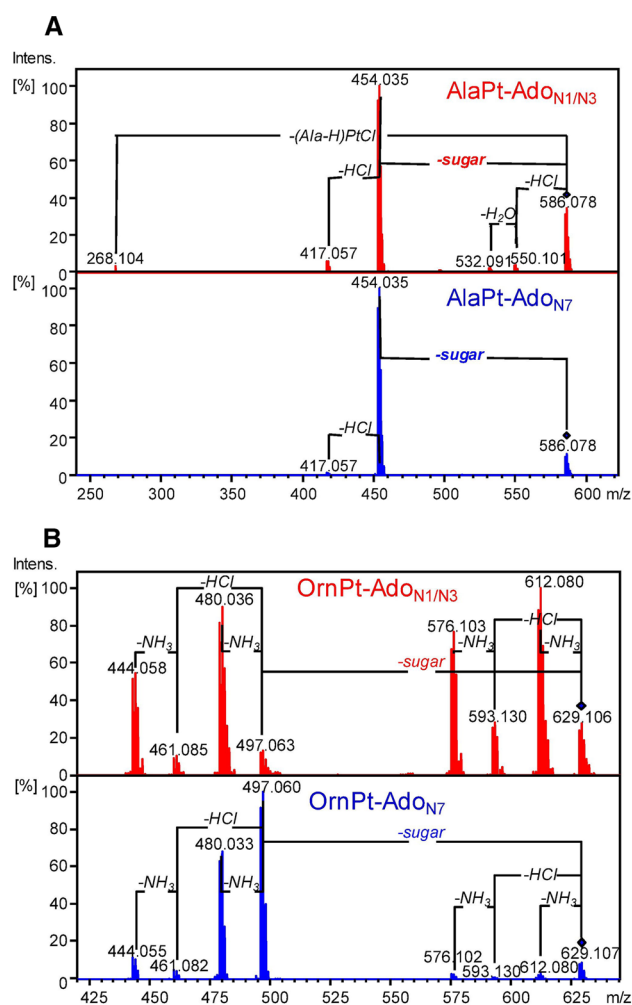 A
Intens.
[%]
100
80
60
40
20
0
AlaPt-AdoN1/N3
454.035
-(Ala-H)PtCl
-HCl
-sugar
-HCl
-H2O
586.078
268.104
417.057
532.091
550.101
[%]
100
80
60
40
20
0
AlaPt-AdoN7
454.035
-sugar
-HCl
417.057
586.078
250 300 350 400 450 500 550 600 m/z
B
Intens.
[%]
100
80
60
40
20
0
OrnPt-AdoN1/N3
-HCl
480.036
612.080
576.103
-HCl
-NH3
-NH3
-NH3
-NH3
-sugar
444.058
461.085
497.063
593.130
629.106
[%]
100
80
60
40
20
0
OrnPt-AdoN7
497.060
-HCl
-sugar
480.033
-HCl
-NH3
-NH3
-NH3
-NH3
444.055
461.082
576.102
593.130
612.080
629.107
425 450 475 500 525 550 575 600 625 m/z